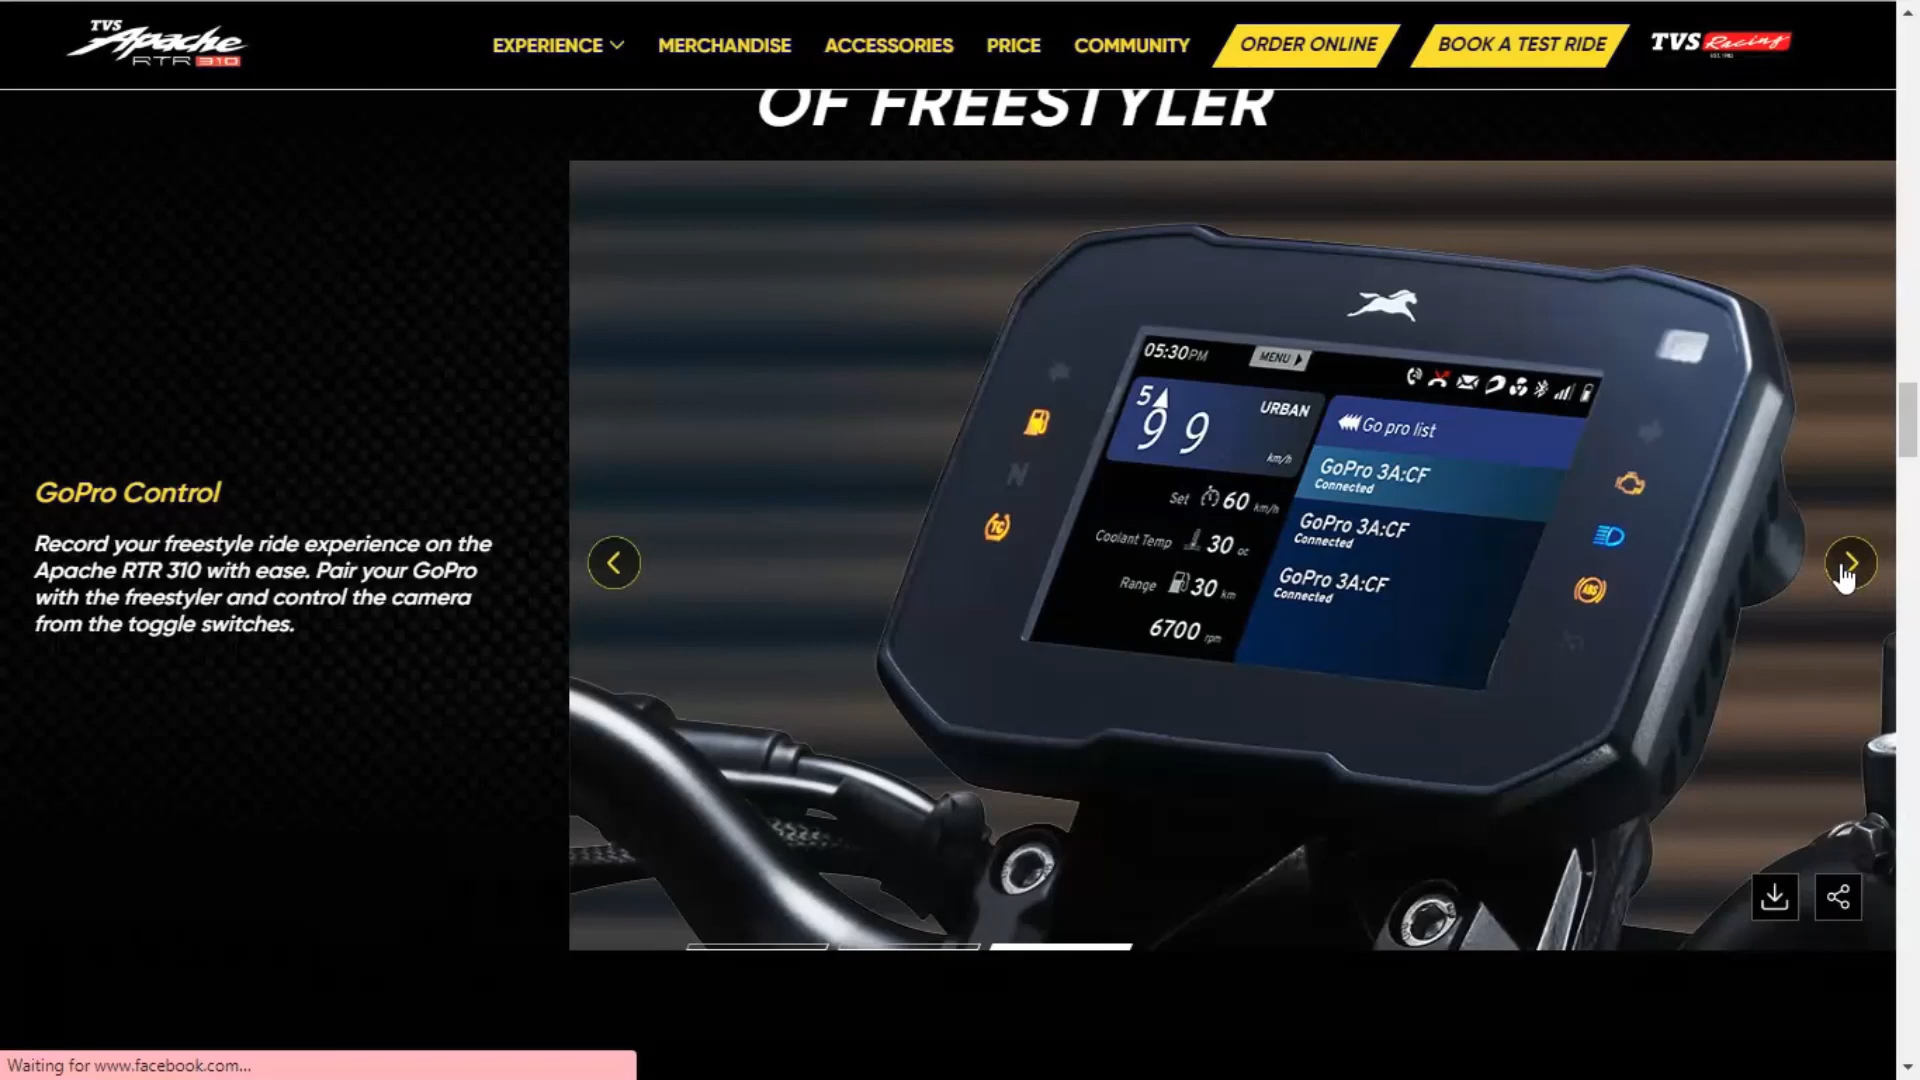 TVS
Apache
RTR 310
EXPERIENCE
MERCHANDISE
ACCESSORIES
PRICE
COMMUNITY
ORDER ONLINE
BOOK A TEST RIDE
TVS Racing
OF FREESTYLER
GoPro Control
Record your freestyle ride experience on the
Apache RTR 310 with ease. Pair your GoPro
with the freestyler and control the camera
from the toggle switches.
05:30PM
MENU
5
99
URBAN
km/h
Set 60 km/h
Coolant Temp 30 oc
Range 30 km
6700 rpm
Go pro list
GoPro 3A:CF
Connected
GoPro 3A:CF
Connected
GoPro 3A:CF
Connected
N
TC
ABS
Waiting for www.facebook.com...